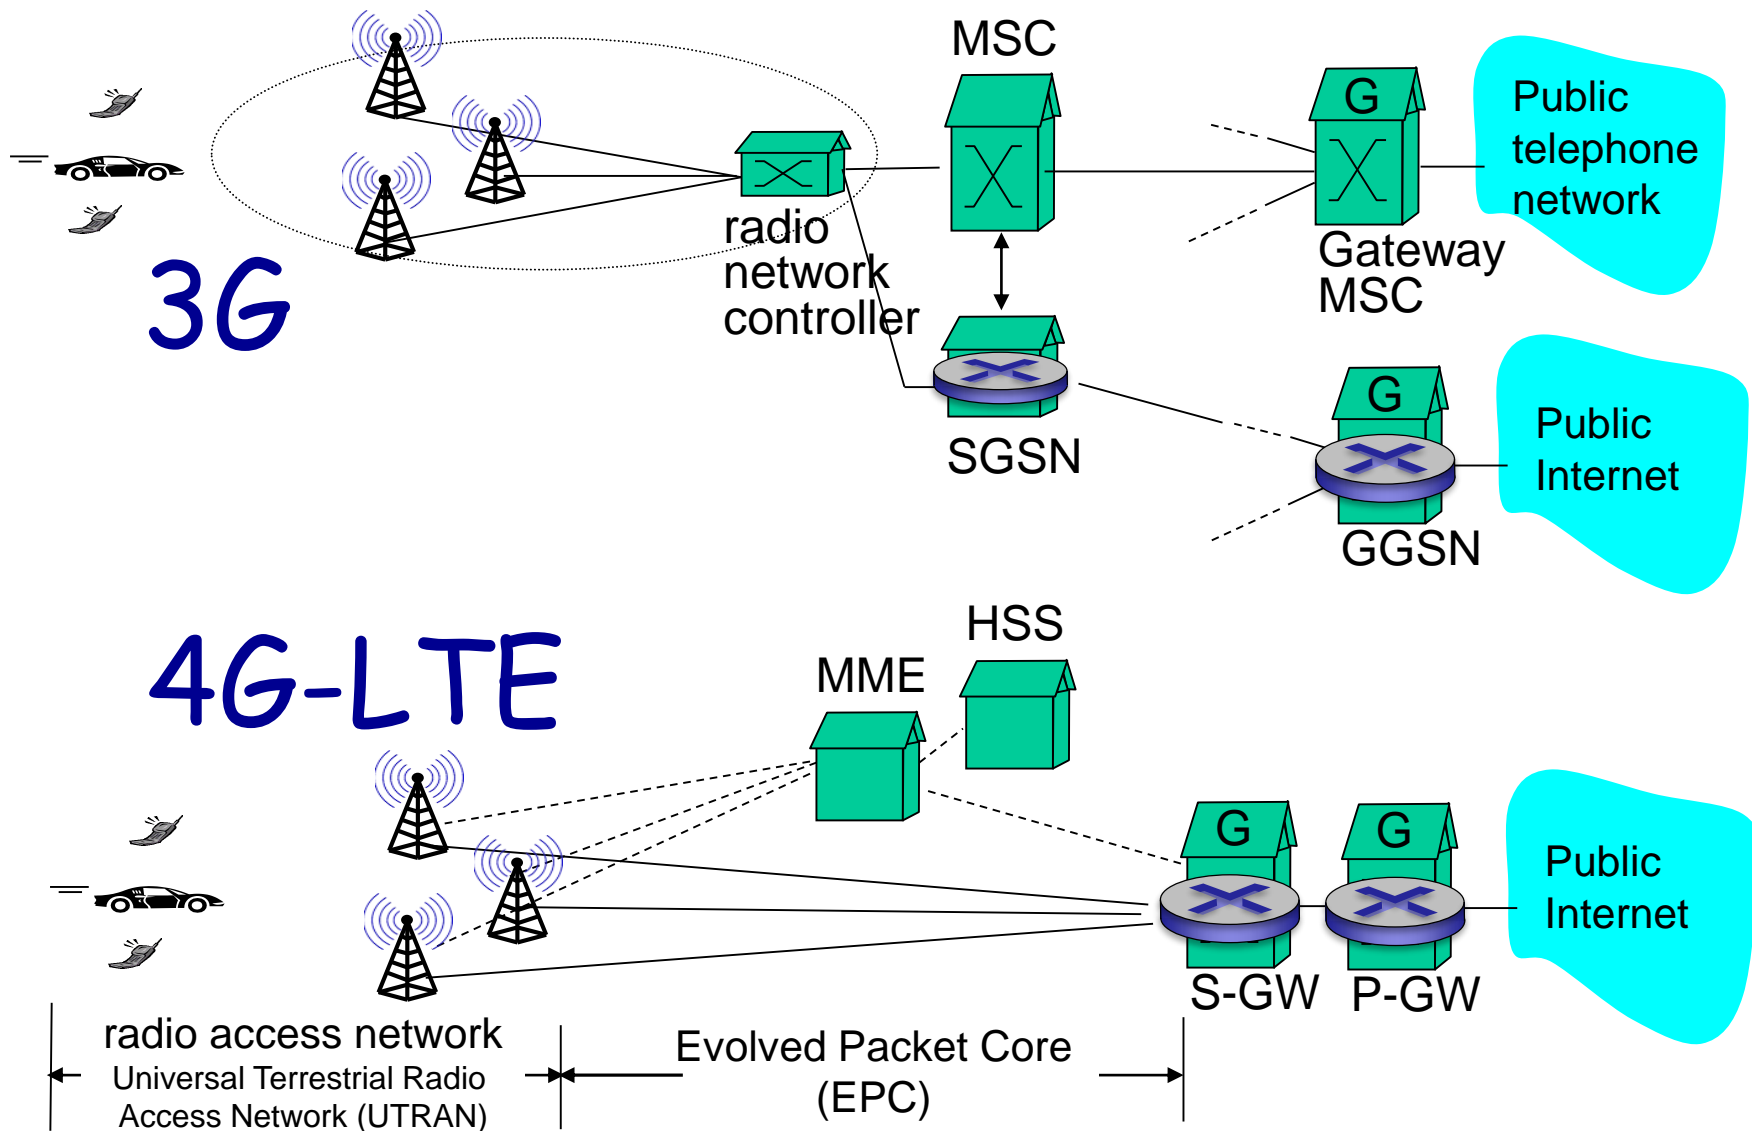 MSC
G
Public
telephone
network
radio
network
controller
Gateway
MSC
3G
G
Public
Internet
SGSN
GGSN
HSS
4G-LTE
MME
G
G
Public
Internet
S-GW
P-GW
radio access network
Universal Terrestrial Radio
Access Network (UTRAN)
Evolved Packet Core
(EPC)